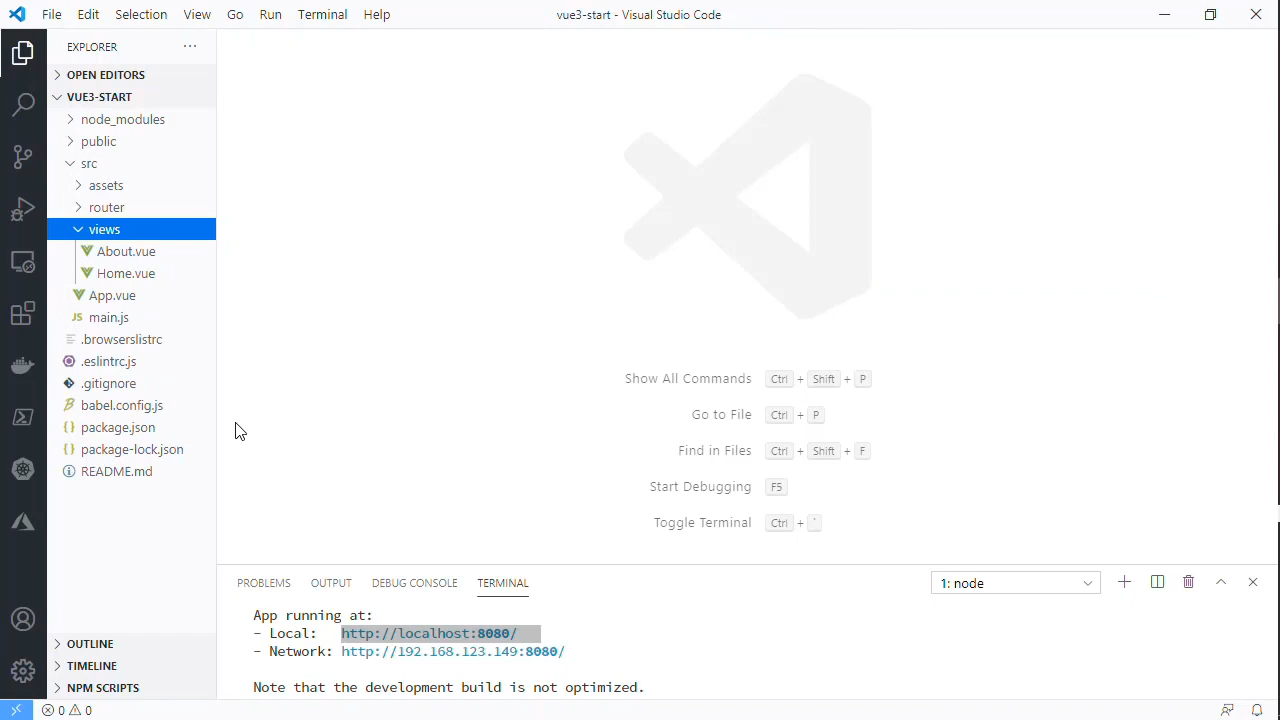 File Edit Selection View Go Run Terminal Help
vue3-start - Visual Studio Code
EXPLORER
OPEN EDITORS
VUE3-START
node_modules
public
src
assets
router
views
About.vue
Home.vue
App.vue
JS main.js
.browserslistrc
.eslintrc.js
.gitignore
babel.config.js
{} package.json
{} package-lock.json
README.md
OUTLINE
TIMELINE
NPM SCRIPTS
Show All Commands Ctrl + Shift + P
Go to File Ctrl + P
Find in Files Ctrl + Shift + F
Start Debugging F5
Toggle Terminal Ctrl + `
PROBLEMS OUTPUT DEBUG CONSOLE TERMINAL
1: node
App running at:
- Local: http://localhost:8080/
- Network: http://192.168.123.149:8080/
Note that the development build is not optimized.
0 0